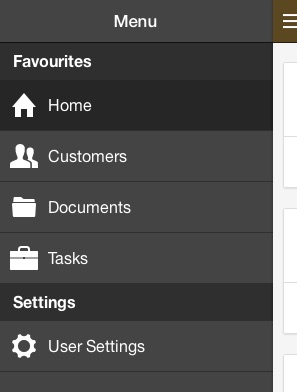 Menu
Favourites
Home
Customers
Documents
Tasks
Settings
User Settings